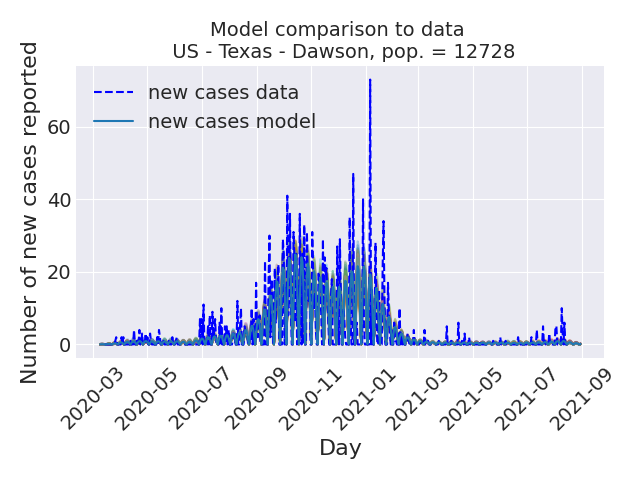 Model comparison to data
US - Texas - Dawson, pop. = 12728
Number of new cases reported
new cases data
new cases model
60
40
20
0
2020-03
2020-05
2020-07
2020-09
2020-11
2021-01
2021-03
2021-05
2021-07
2021-09
Day